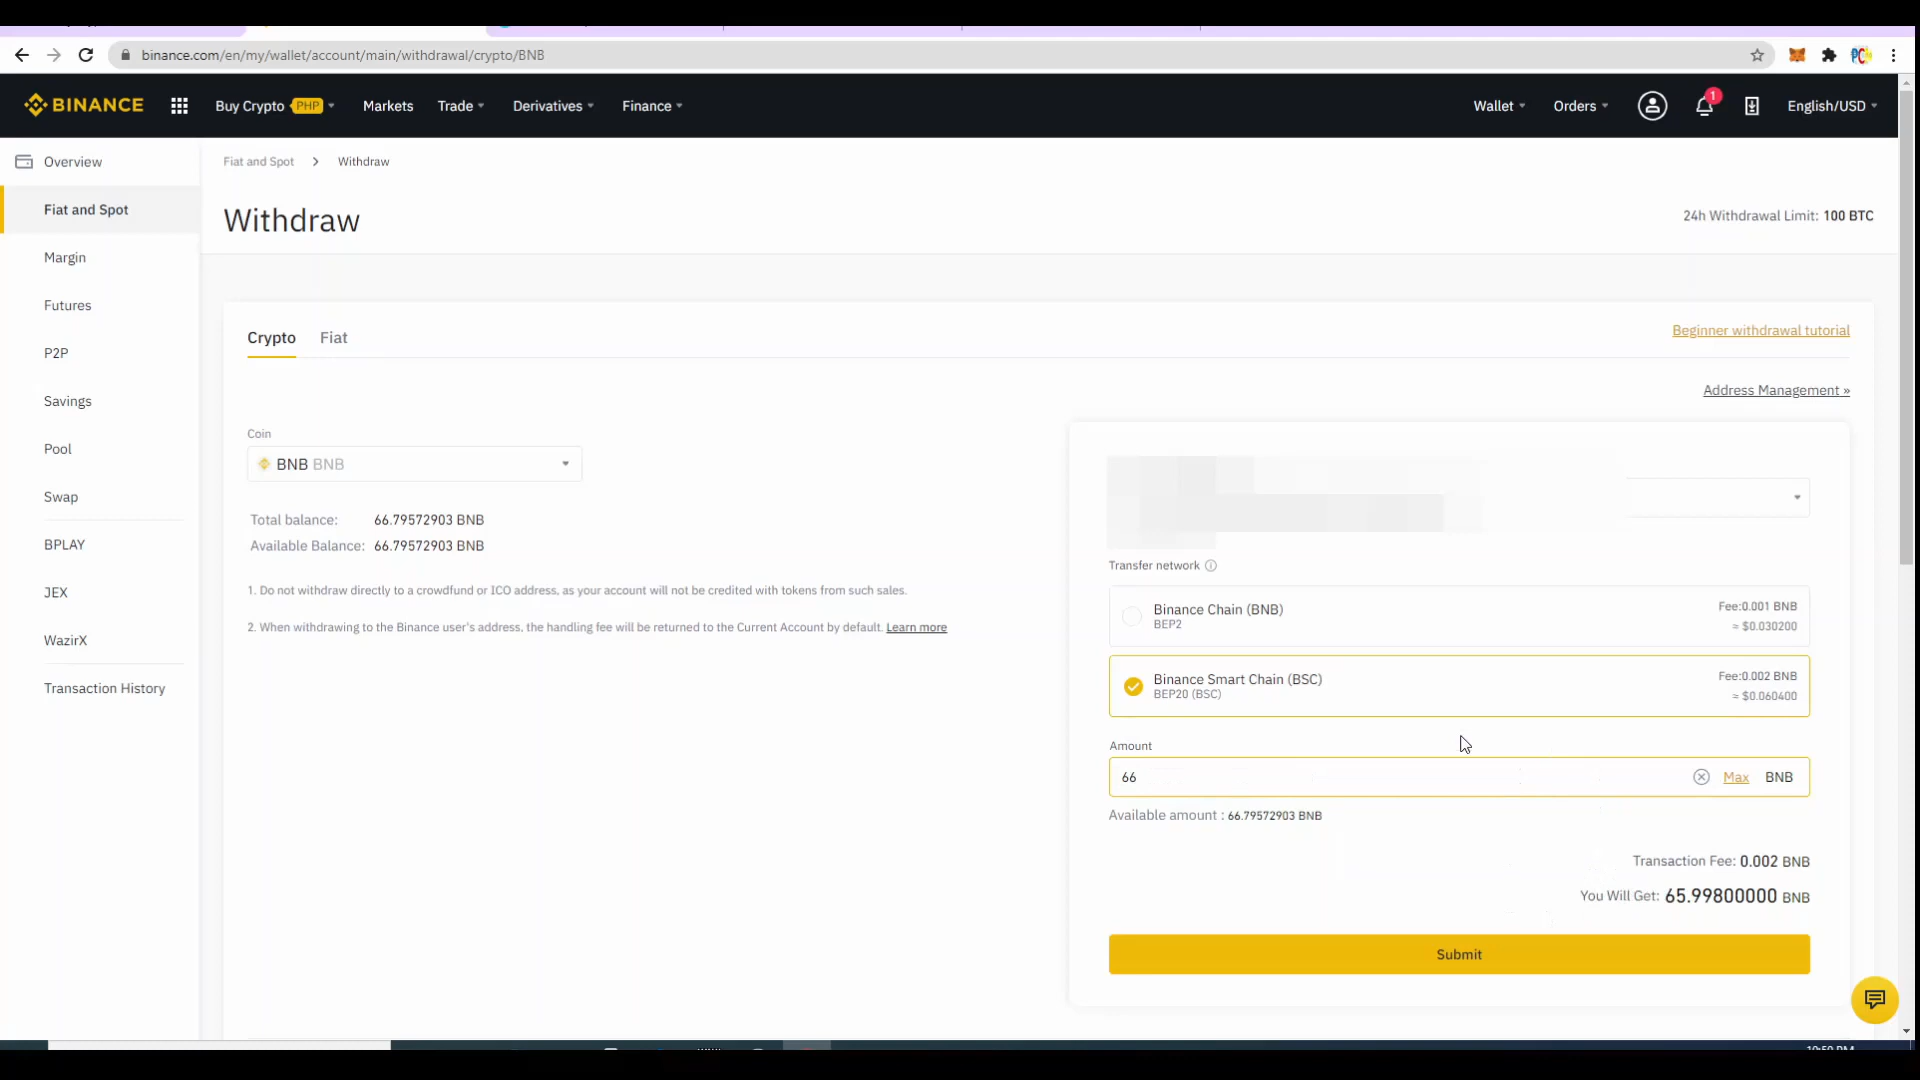 binance.com/en/my/wallet/account/main/withdrawal/crypto/BNB
BINANCE
Buy Crypto PHP
Markets
Trade
Derivatives
Finance
Wallet
Orders
1
English/USD
Overview
Fiat and Spot
Margin
Futures
P2P
Savings
Pool
Swap
BPLAY
JEX
WazirX
Transaction History
Fiat and Spot > Withdraw
Withdraw
24h Withdrawal Limit: 100 BTC
Crypto
Fiat
Beginner withdrawal tutorial
Address Management »
Coin
BNB BNB
Total balance: 66.79572903 BNB
Available Balance: 66.79572903 BNB
1. Do not withdraw directly to a crowdfund or ICO address, as your account will not be credited with tokens from such sales.
2. When withdrawing to the Binance user's address, the handling fee will be returned to the Current Account by default. Learn more
Transfer network
Binance Chain (BNB)
BEP2
Fee:0.001 BNB
≈ $0.030200
Binance Smart Chain (BSC)
BEP20 (BSC)
Fee:0.002 BNB
≈ $0.060400
Amount
66
Max
BNB
Available amount : 66.79572903 BNB
Transaction Fee: 0.002 BNB
You Will Get: 65.99800000 BNB
Submit